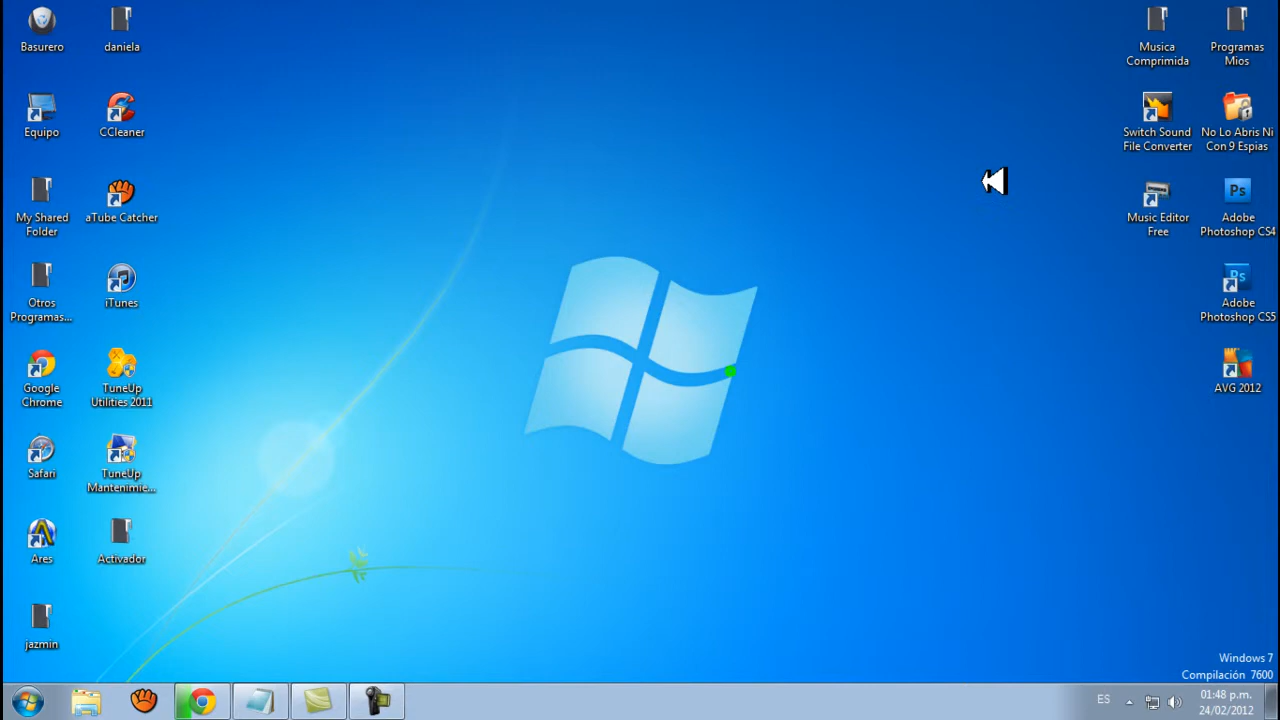 Basurero
daniela
Musica
Comprimida
Programas
Mios
Equipo
CCleaner
Switch Sound
File Converter
No Lo Abris Ni
Con 9 Espias
My Shared
Folder
aTube Catcher
Music Editor
Free
Ps
Adobe
Photoshop CS4
Otros
Programas...
iTunes
Ps
Adobe
Photoshop CS5
Google
Chrome
TuneUp
Utilities 2011
AVG 2012
Safari
TuneUp
Mantenimie...
Ares
Activador
jazmin
Windows 7
Compilación 7600
ES
01:48 p.m.
24/02/2012